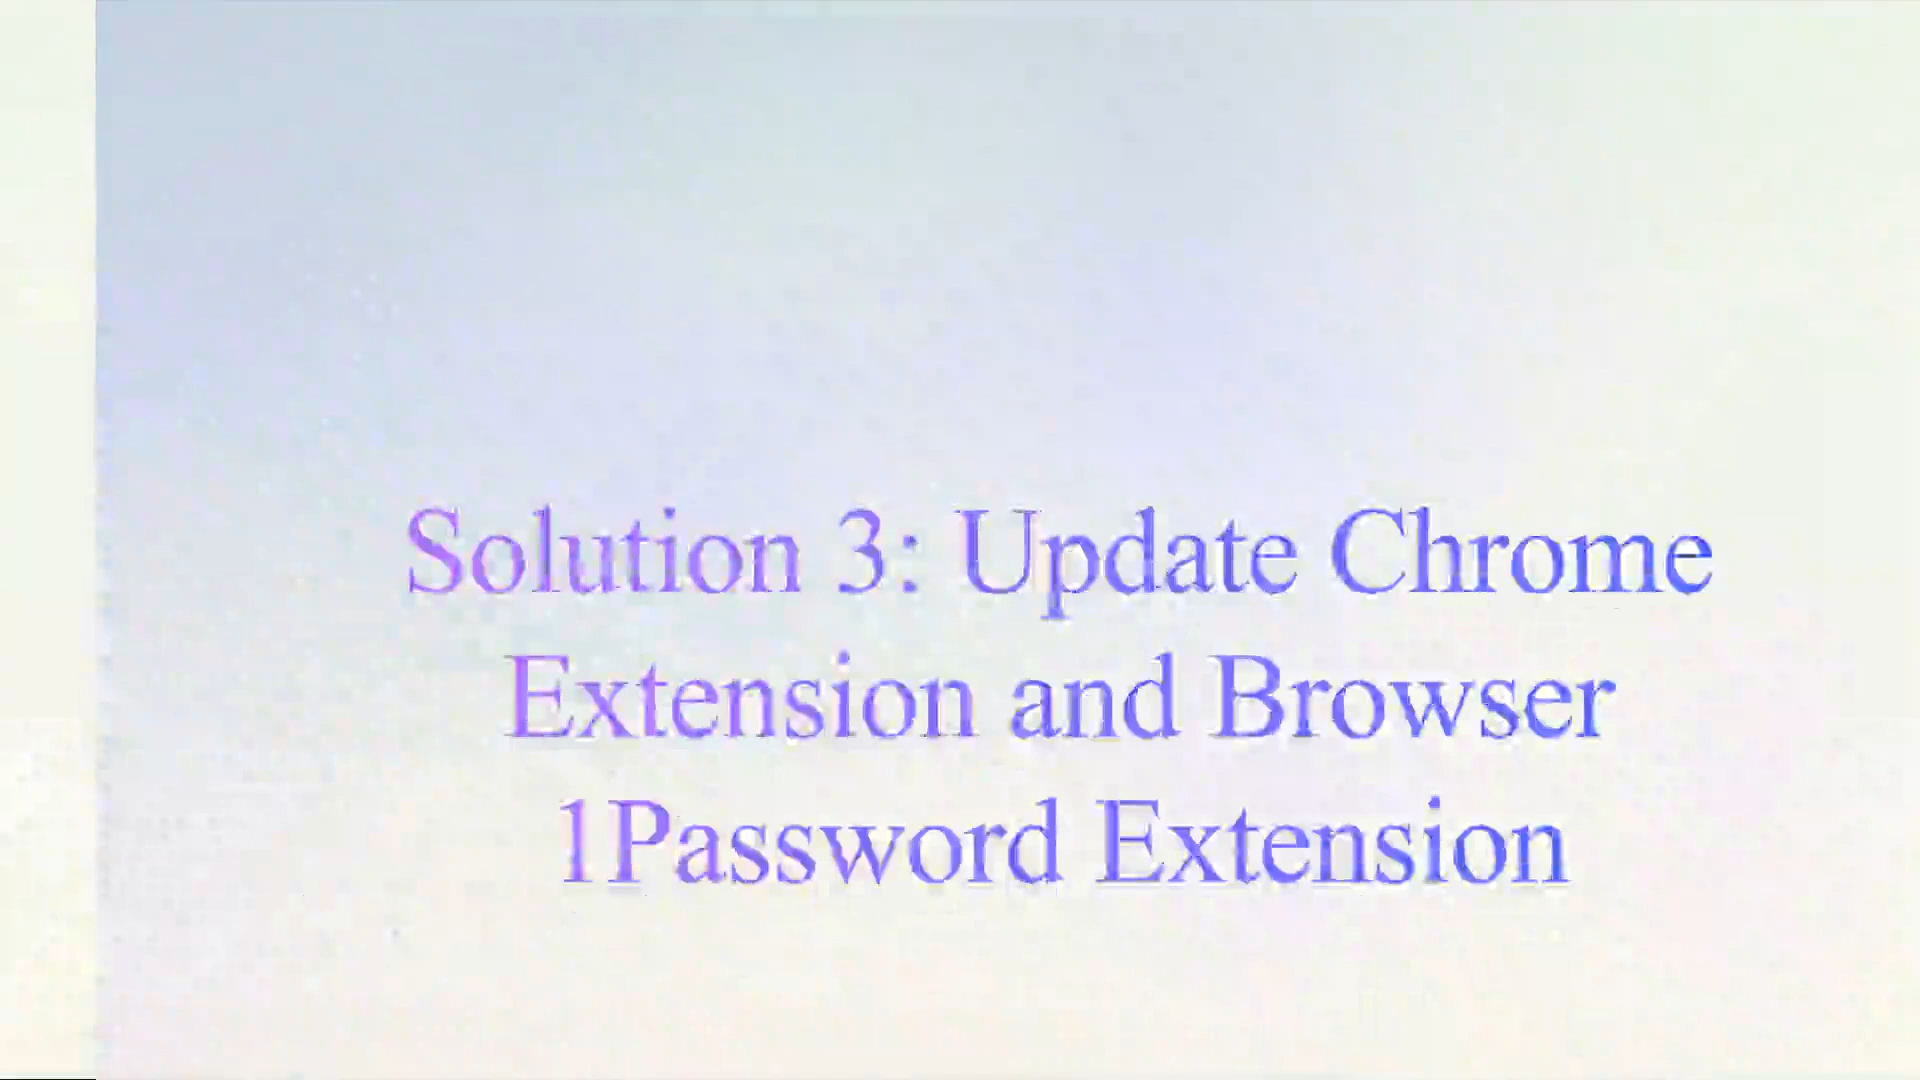 Solution 3: Update Chrome
Extension and Browser
1Password Extension